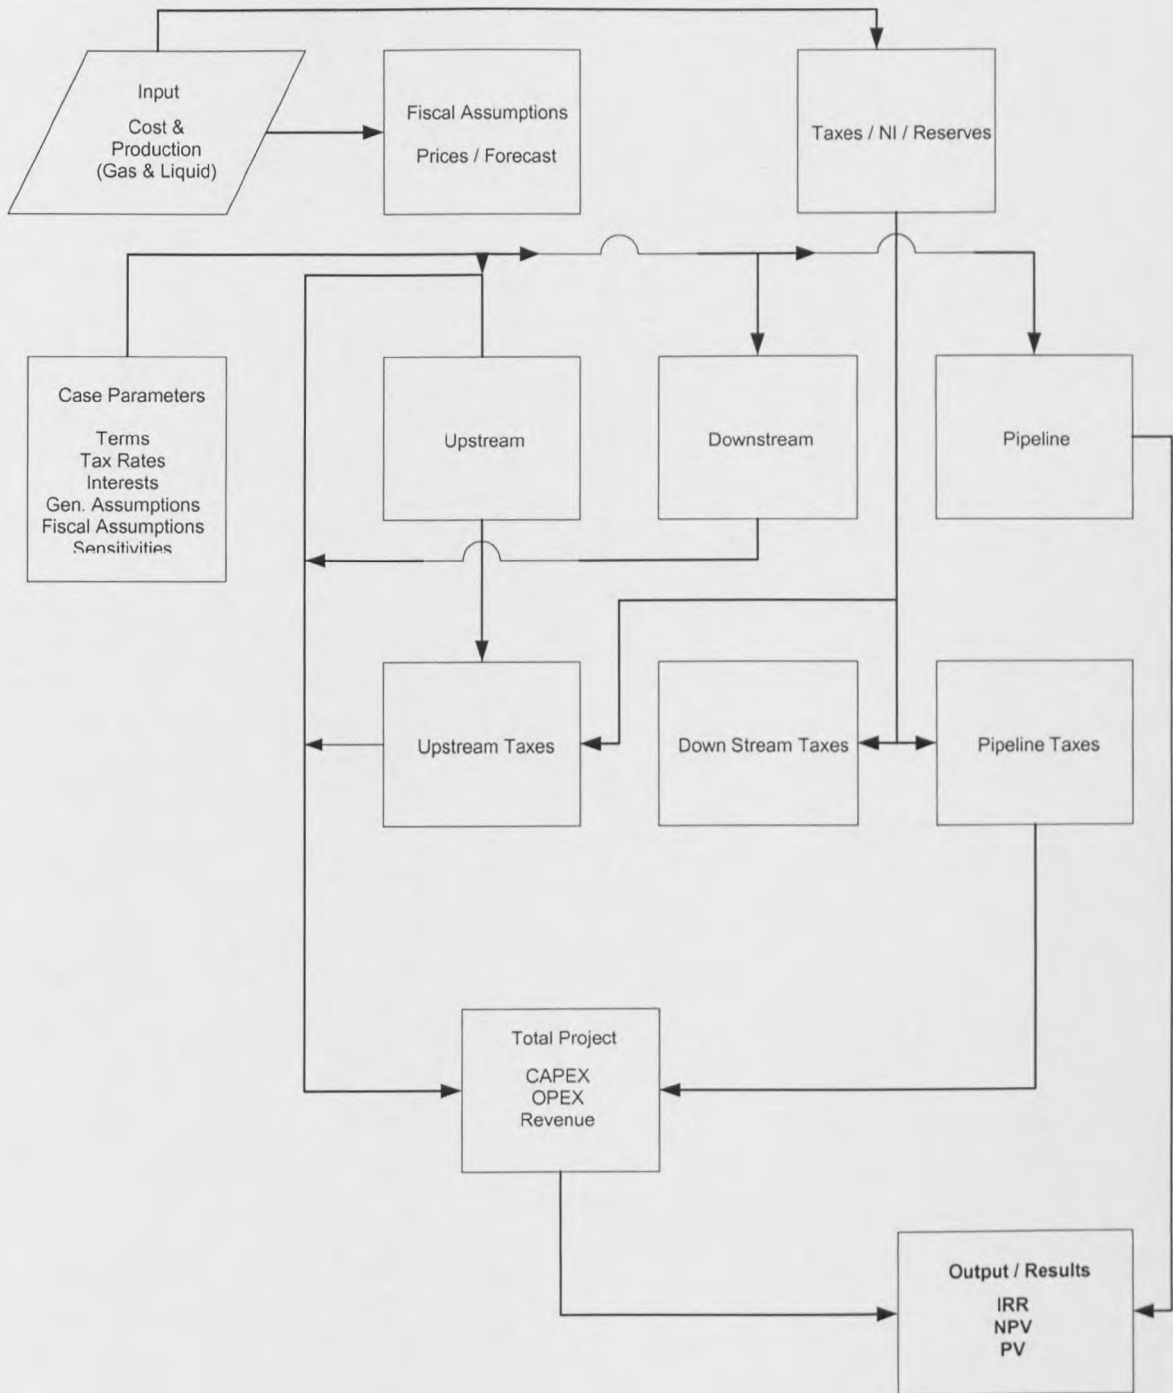 Input
Cost &
Production
(Gas & Liquid)
Fiscal Assumptions
Prices / Forecast
Taxes / NI / Reserves
Case Parameters
Terms
Tax Rates
Interests
Gen. Assumptions
Fiscal Assumptions
Sensitivities
Upstream
Downstream
Pipeline
Upstream Taxes
Down Stream Taxes
Pipeline Taxes
Total Project
CAPEX
OPEX
Revenue
Output / Results
IRR
NPV
PV